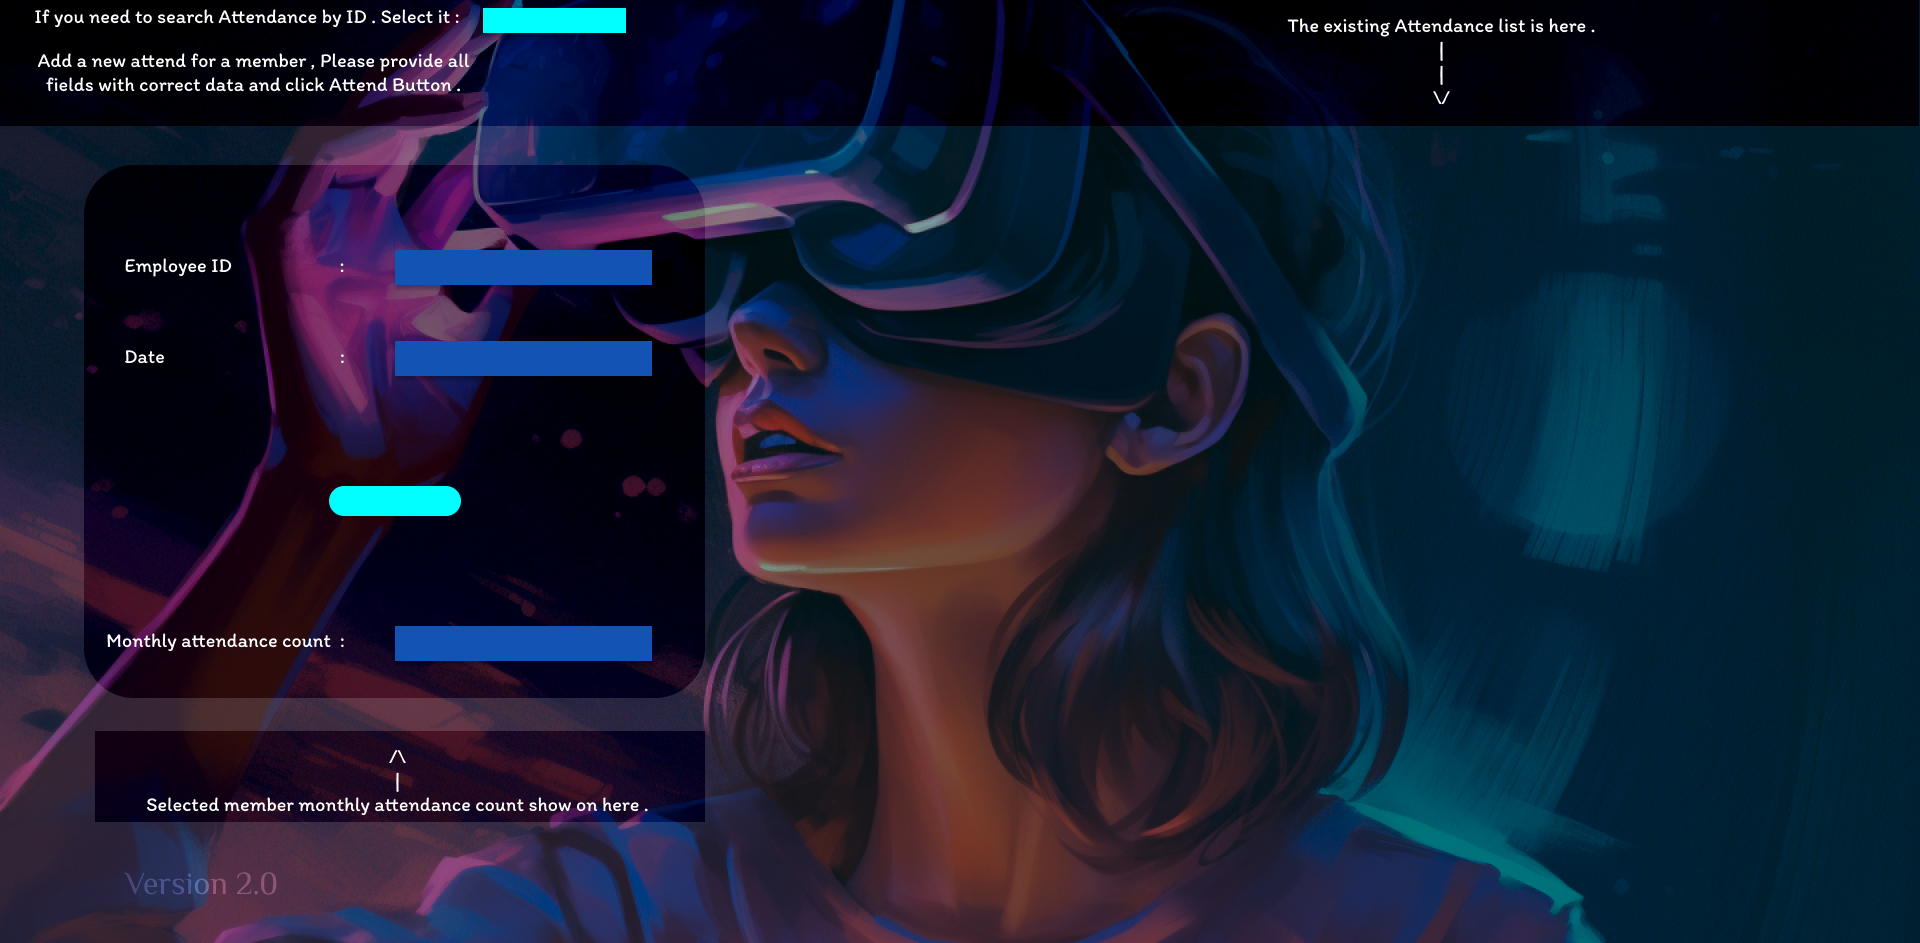 If you need to search Attendance by ID . Select it :
Add a new attend for a member , Please provide all
fields with correct data and click Attend Button .
The existing Attendance list is here .
Employee ID :
Date :
Monthly attendance count :
Selected member monthly attendance count show on here .
Version 2.0